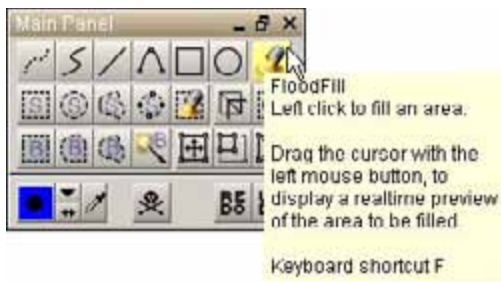 Main Panel
FloodFill
Left click to fill an area.
Drag the cursor with the
left mouse button, to
display a realtime preview
of the area to be filled
Keyboard shortcut F
S
B